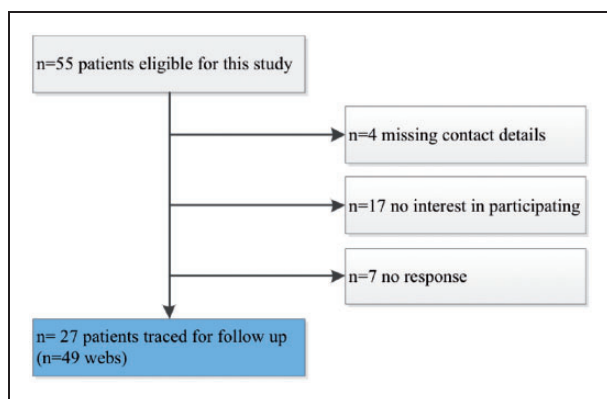 n=55 patients eligible for this study
n=4 missing contact details
n=17 no interest in participating
n=7 no response
n= 27 patients traced for follow up
(n=49 webs)